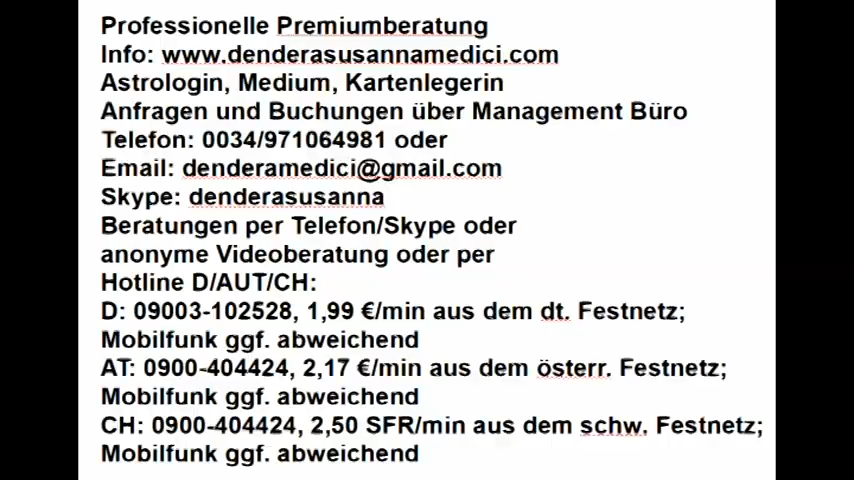 Professionelle Premiumberatung
Info: www.denderasusannamedici.com
Astrologin, Medium, Kartenlegerin
Anfragen und Buchungen über Management Büro
Telefon: 0034/971064981 oder
Email: denderamedici@gmail.com
Skype: denderasusanna
Beratungen per Telefon/Skype oder
anonyme Videoberatung oder per
Hotline D/AUT/CH:
D: 09003-102528, 1,99 €/min aus dem dt. Festnetz;
Mobilfunk ggf. abweichend
AT: 0900-404424, 2,17 €/min aus dem österr. Festnetz;
Mobilfunk ggf. abweichend
CH: 0900-404424, 2,50 SFR/min aus dem schw. Festnetz;
Mobilfunk ggf. abweichend